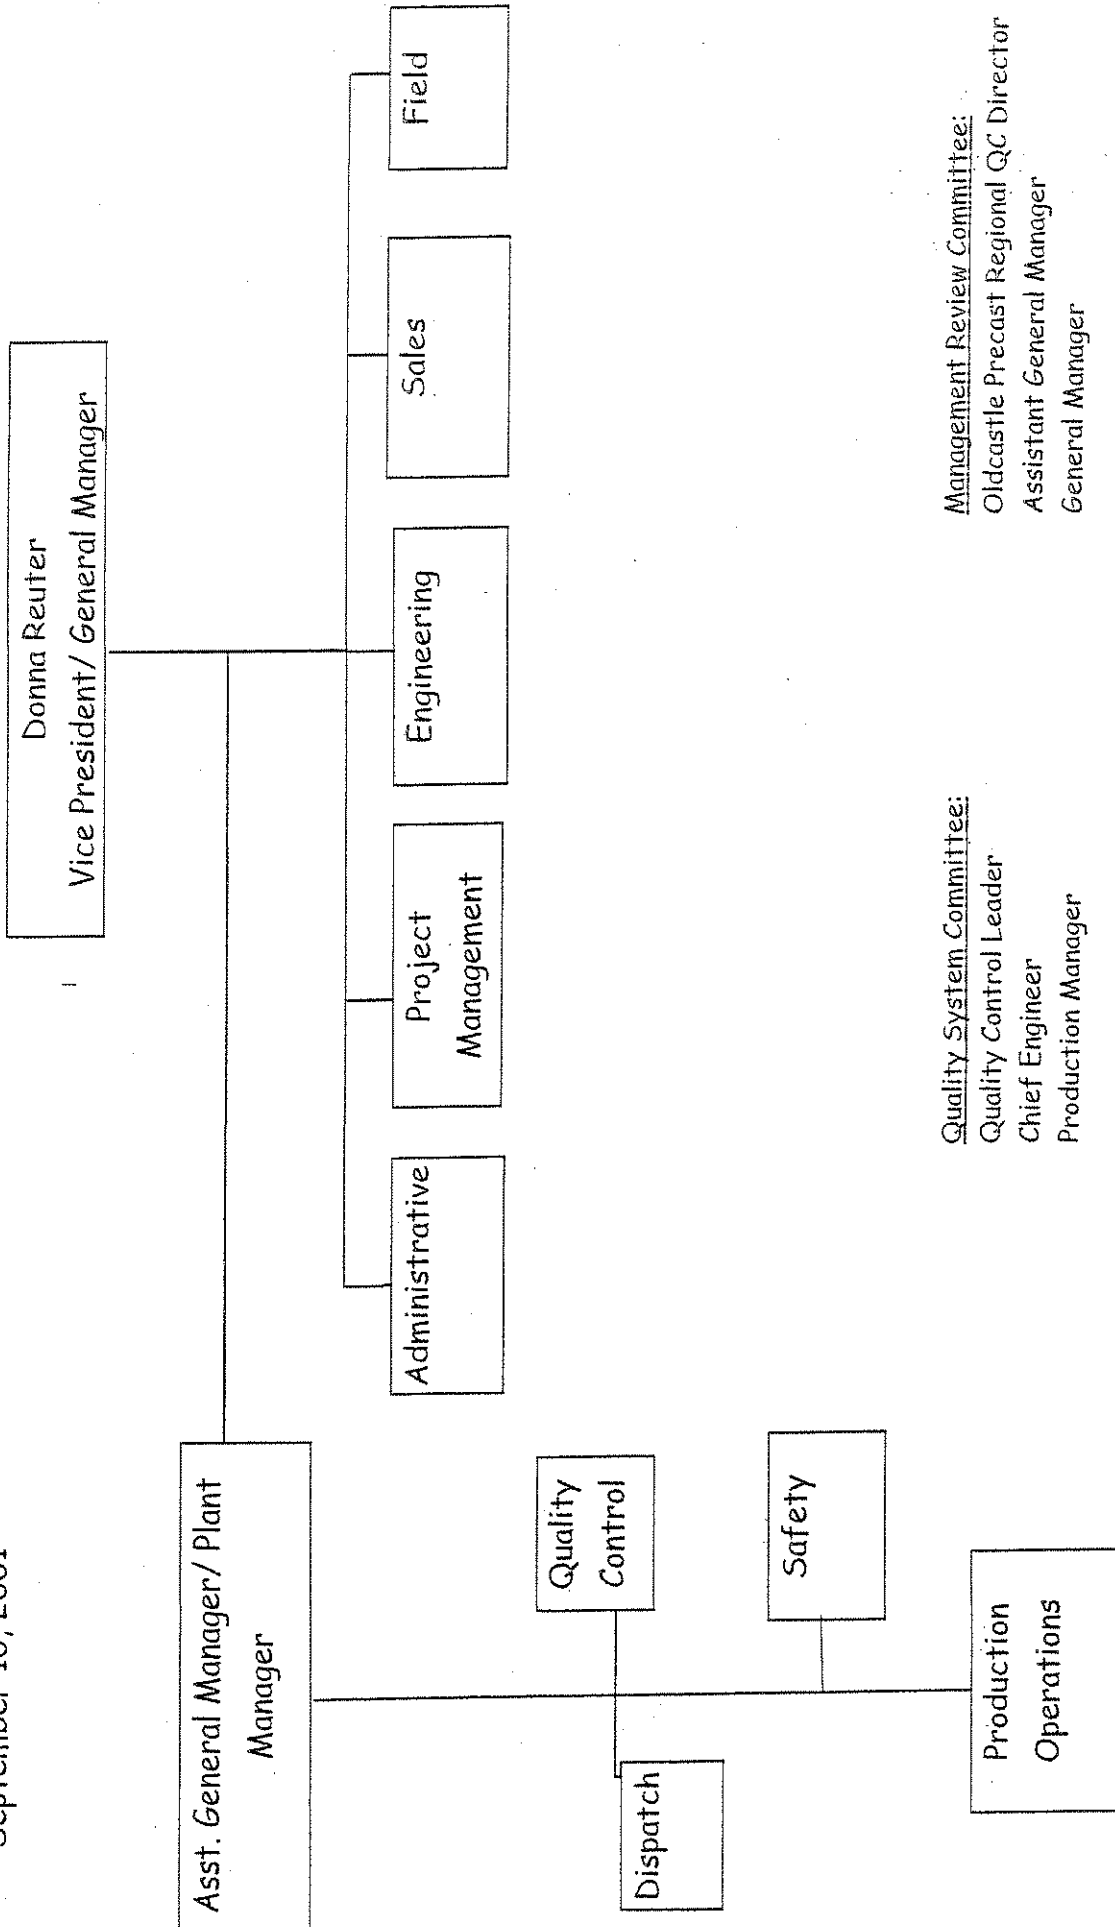 Donna Reuter
Vice President/ General Manager
Asst. General Manager/ Plant
Manager
Administrative
Project
Management
Engineering
Sales
Field
Quality
Control
Dispatch
Safety
Production
Operations
Quality System Committee:
Quality Control Leader
Chief Engineer
Production Manager
Management Review Committee:
Oldcastle Precast Regional QC Director
Assistant General Manager
General Manager